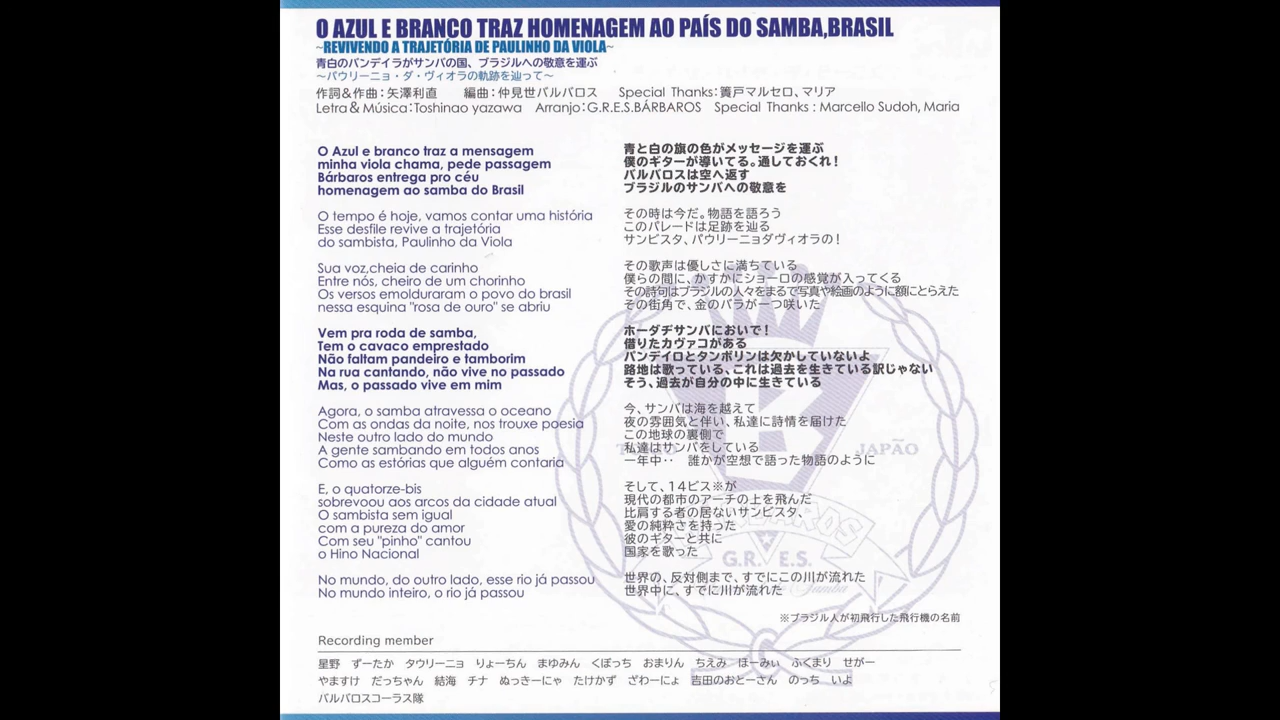 O AZUL E BRANCO TRAZ HOMENAGEM AO PAÍS DO SAMBA,BRASIL
~REVIVENDO A TRAJETÓRIA DE PAULINHO DA VIOLA~
青白のバンデイラがサンバの国、ブラジルへの敬意を運ぶ
～パウリーニョ・ダ・ヴィオラの軌跡を辿って～
作詞&作曲：矢澤利直　編曲：仲見世バルバロス　Special Thanks：簑戸マルセロ、マリア
Letra & Música：Toshinao yazawa　Arranjo：G.R.E.S.BÁRBAROS　Special Thanks : Marcello Sudoh, Maria
O Azul e branco traz a mensagem
minha viola chama, pede passagem
Bárbaros entrega pro céu
homenagem ao samba do Brasil
O tempo é hoje, vamos contar uma história
Esse desfile revive a trajetória
do sambista, Paulinho da Viola
Sua voz,cheia de carinho
Entre nós, cheiro de um chorinho
Os versos emolduraram o povo do brasil
nessa esquina "rosa de ouro" se abriu
Vem pra roda de samba,
Tem o cavaco emprestado
Não faltam pandeiro e tamborim
Na rua cantando, não vive no passado
Mas, o passado vive em mim
Agora, o samba atravessa o oceano
Com as ondas da noite, nos trouxe poesia
Neste outro lado do mundo
A gente sambando em todos anos
Como as estórias que alguém contaria
E, o quatorze-bis
sobrevoou aos arcos da cidade atual
O sambista sem igual
com a pureza do amor
Com seu "pinho" cantou
o Hino Nacional
No mundo, do outro lado, esse rio já passou
No mundo inteiro, o rio já passou
青と白の旗の色がメッセージを運ぶ
僕のギターが導いてる。通しておくれ！
バルバロスは空へ返す
ブラジルのサンバへの敬意を
その時は今だ。物語を語ろう
このパレードは足跡を辿る
サンビスタ、パウリーニョダヴィオラの！
その歌声は優しさに満ちている
僕らの間に、かすかにショーロの感覚が入ってくる
その詩句はブラジルの人々をまるで写真や絵画のように額にとらえた
その街角で、金のバラが一つ咲いた
ホーダヂサンバにおいで！
借りたカヴァコがある
パンデイロとタンボリンは欠かしていないよ
路地は歌っている、これは過去を生きている訳じゃない
そう、過去が自分の中に生きている
今、サンバは海を越えて
夜の雰囲気と伴い、私達に詩情を届けた
この地球の裏側で
私達はサンバをしている
一年中‥　誰かが空想で語った物語のように
そして、14ビス※が
現代の都市のアーチの上を飛んだ
比肩する者の居ないサンビスタ、
愛の純粋さを持った
彼のギターと共に
国家を歌った
世界の、反対側まで、すでにこの川が流れた
世界中に、すでに川が流れた
※ブラジル人が初飛行した飛行機の名前
JAPÃO
G.R.E.S.
Recording member
星野　ずーたか　タウリーニョ　りょーちん　まゆみん　くぼっち　おまりん　ちえみ　ほーみぃ　ふくまり　せがー
やますけ　だっちゃん　結海　チナ　ぬっきーにゃ　たけかず　ざわーにょ　吉田のおとーさん　のっち　いよ
バルバロスコーラス隊